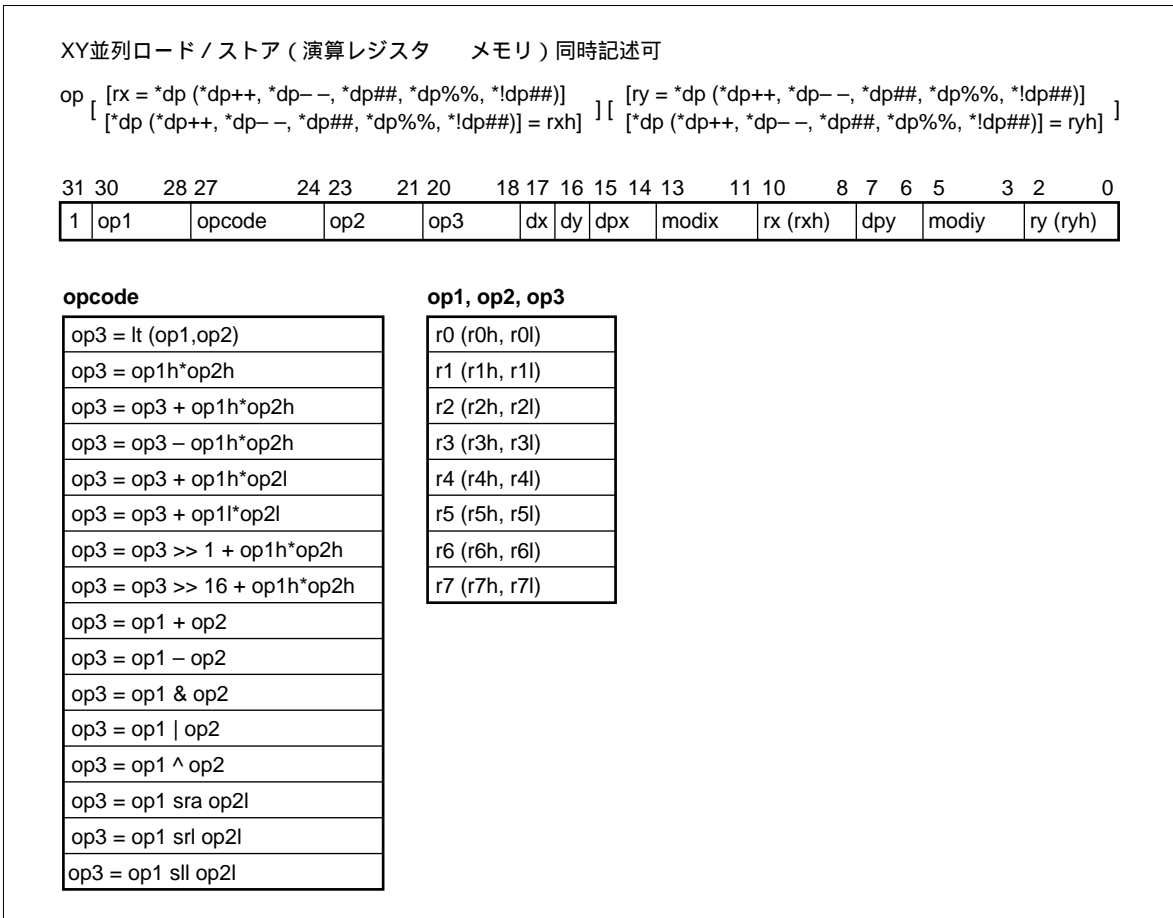 XY並列ロード / ストア ( 演算レジスタ メモリ ) 同時記述可
op [ [rx = *dp (*dp++, *dp– –, *dp##, *dp%%, *!dp##)] ] [ [ry = *dp (*dp++, *dp– –, *dp##, *dp%%, *!dp##)] ]
[*dp (*dp++, *dp– –, *dp##, *dp%%, *!dp##)] = rxh] [*dp (*dp++, *dp– –, *dp##, *dp%%, *!dp##)] = ryh]
31 30 28 27 24 23 21 20 18 17 16 15 14 13 11 10 8 7 6 5 3 2 0
1 op1 opcode op2 op3 dx dy dpx modix rx (rxh) dpy modiy ry (ryh)
opcode
op3 = lt (op1,op2)
op3 = op1h*op2h
op3 = op3 + op1h*op2h
op3 = op3 – op1h*op2h
op3 = op3 + op1h*op2l
op3 = op3 + op1l*op2l
op3 = op3 >> 1 + op1h*op2h
op3 = op3 >> 16 + op1h*op2h
op3 = op1 + op2
op3 = op1 – op2
op3 = op1 & op2
op3 = op1 | op2
op3 = op1 ^ op2
op3 = op1 sra op2l
op3 = op1 srl op2l
op3 = op1 sll op2l
op1, op2, op3
r0 (r0h, r0l)
r1 (r1h, r1l)
r2 (r2h, r2l)
r3 (r3h, r3l)
r4 (r4h, r4l)
r5 (r5h, r5l)
r6 (r6h, r6l)
r7 (r7h, r7l)